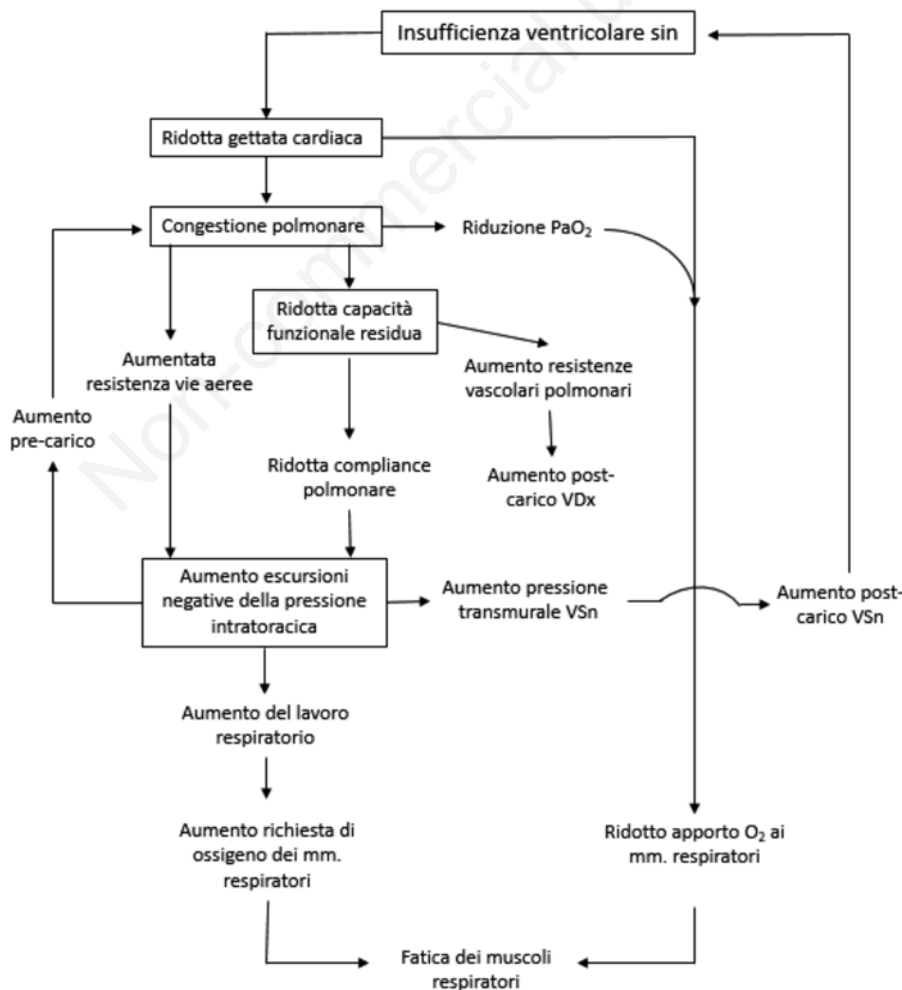 Insufficienza ventricolare sin
Ridotta gettata cardiaca
Congestione polmonare
Riduzione PaO₂
Ridotta capacità
funzionale residua
Aumentata
resistenza vie aeree
Aumento resistenze
vascolari polmonari
Aumento
pre-carico
Ridotta compliance
polmonare
Aumento post-
carico VDx
Aumento escursioni
negative della pressione
intratoracica
Aumento pressione
transmurale VSn
Aumento post-
carico VSn
Aumento del lavoro
respiratorio
Aumento richiesta di
ossigeno dei mm.
respiratori
Ridotto apporto O₂ ai
mm. respiratori
Fatica dei muscoli
respiratori
Non-commercial